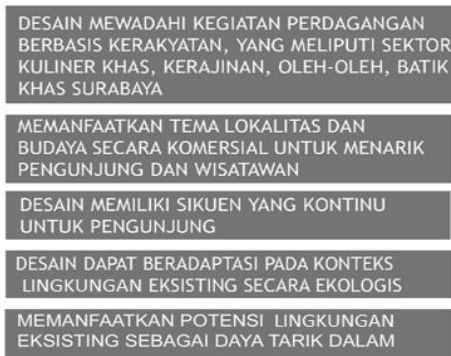 DESAIN MEWADAHI KEGIATAN PERDAGANGAN
BERBASIS KERAKYATAN, YANG MELIPUTI SEKTOR
KULINER KHAS, KERAJINAN, OLEH-OLEH, BATIK
KHAS SURABAYA
MEMANFAATKAN TEMA LOKALITAS DAN
BUDAYA SECARA KOMERSIAL UNTUK MENARIK
PENGUNJUNG DAN WISATAWAN
DESAIN MEMILIKI SIKUEN YANG KONTINU
UNTUK PENGUNJUNG
DESAIN DAPAT BERADAPTASI PADA KONTEKS
LINGKUNGAN EKSISTING SECARA EKOLOGIS
MEMANFAATKAN POTENSI LINGKUNGAN
EKSISTING SEBAGAI DAYA TARIK DALAM